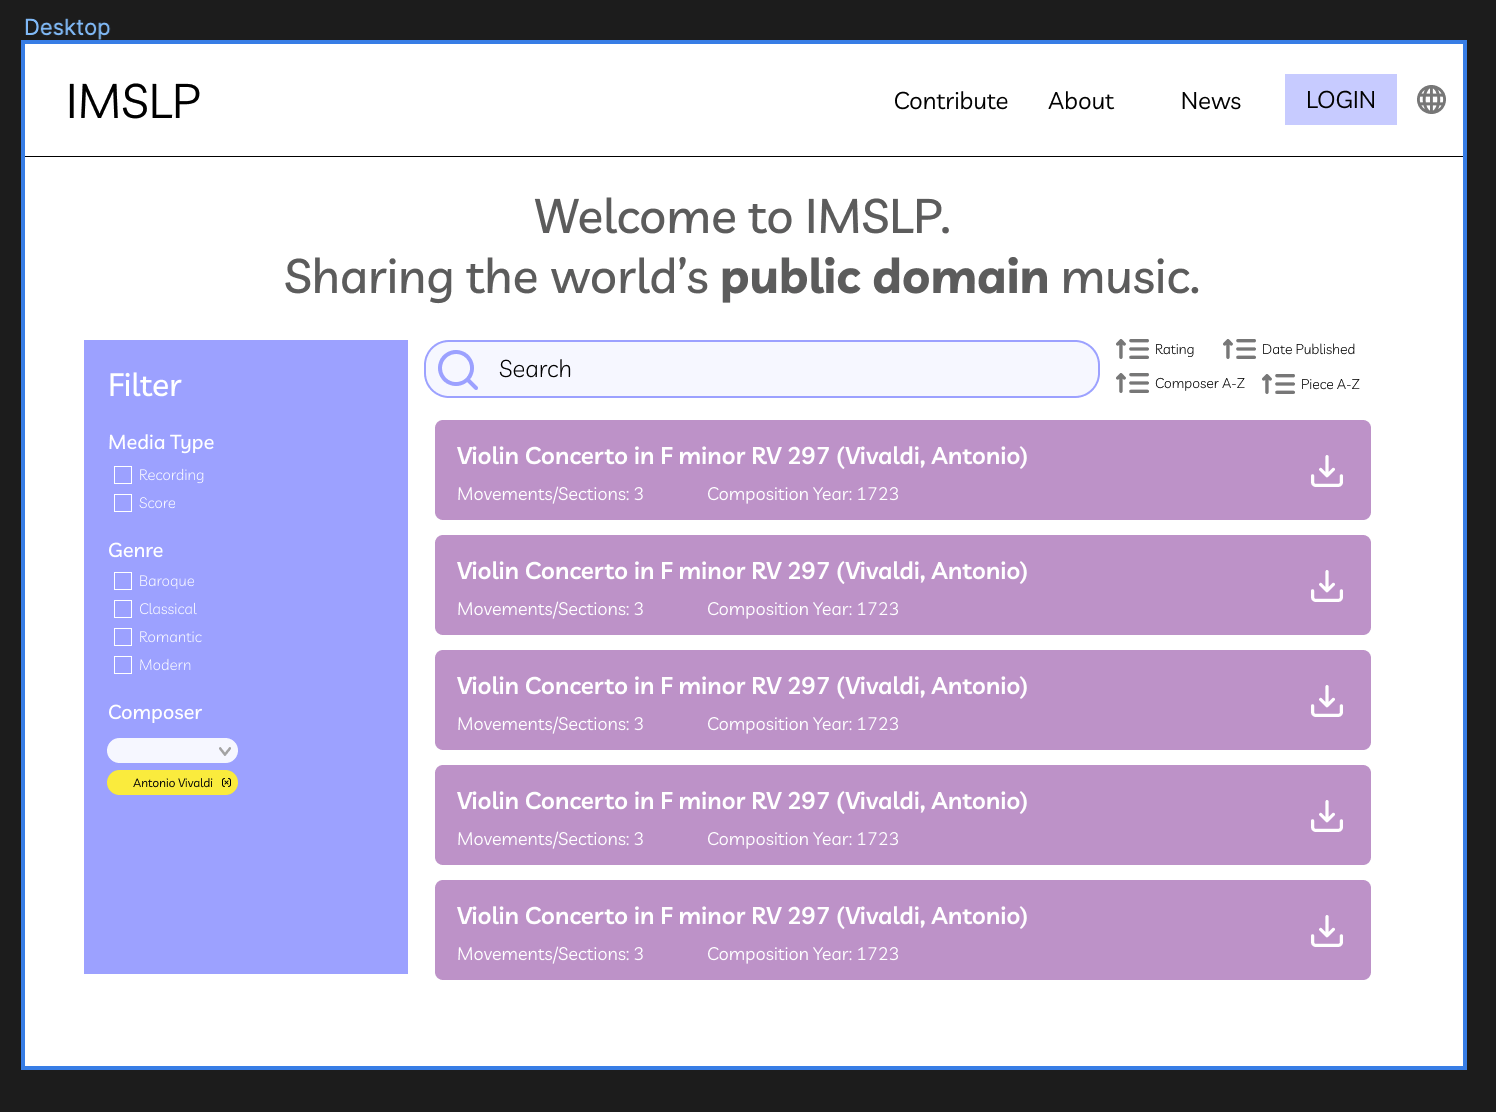 Desktop
IMSLP
Contribute
About
News
LOGIN
Welcome to IMSLP.
Sharing the world’s public domain music.
Filter
Media Type
Recording
Score
Genre
Baroque
Classical
Romantic
Modern
Composer
Antonio Vivaldi
Search
Rating
Date Published
Composer A-Z
Piece A-Z
Violin Concerto in F minor RV 297 (Vivaldi, Antonio)
Movements/Sections: 3
Composition Year: 1723
Violin Concerto in F minor RV 297 (Vivaldi, Antonio)
Movements/Sections: 3
Composition Year: 1723
Violin Concerto in F minor RV 297 (Vivaldi, Antonio)
Movements/Sections: 3
Composition Year: 1723
Violin Concerto in F minor RV 297 (Vivaldi, Antonio)
Movements/Sections: 3
Composition Year: 1723
Violin Concerto in F minor RV 297 (Vivaldi, Antonio)
Movements/Sections: 3
Composition Year: 1723